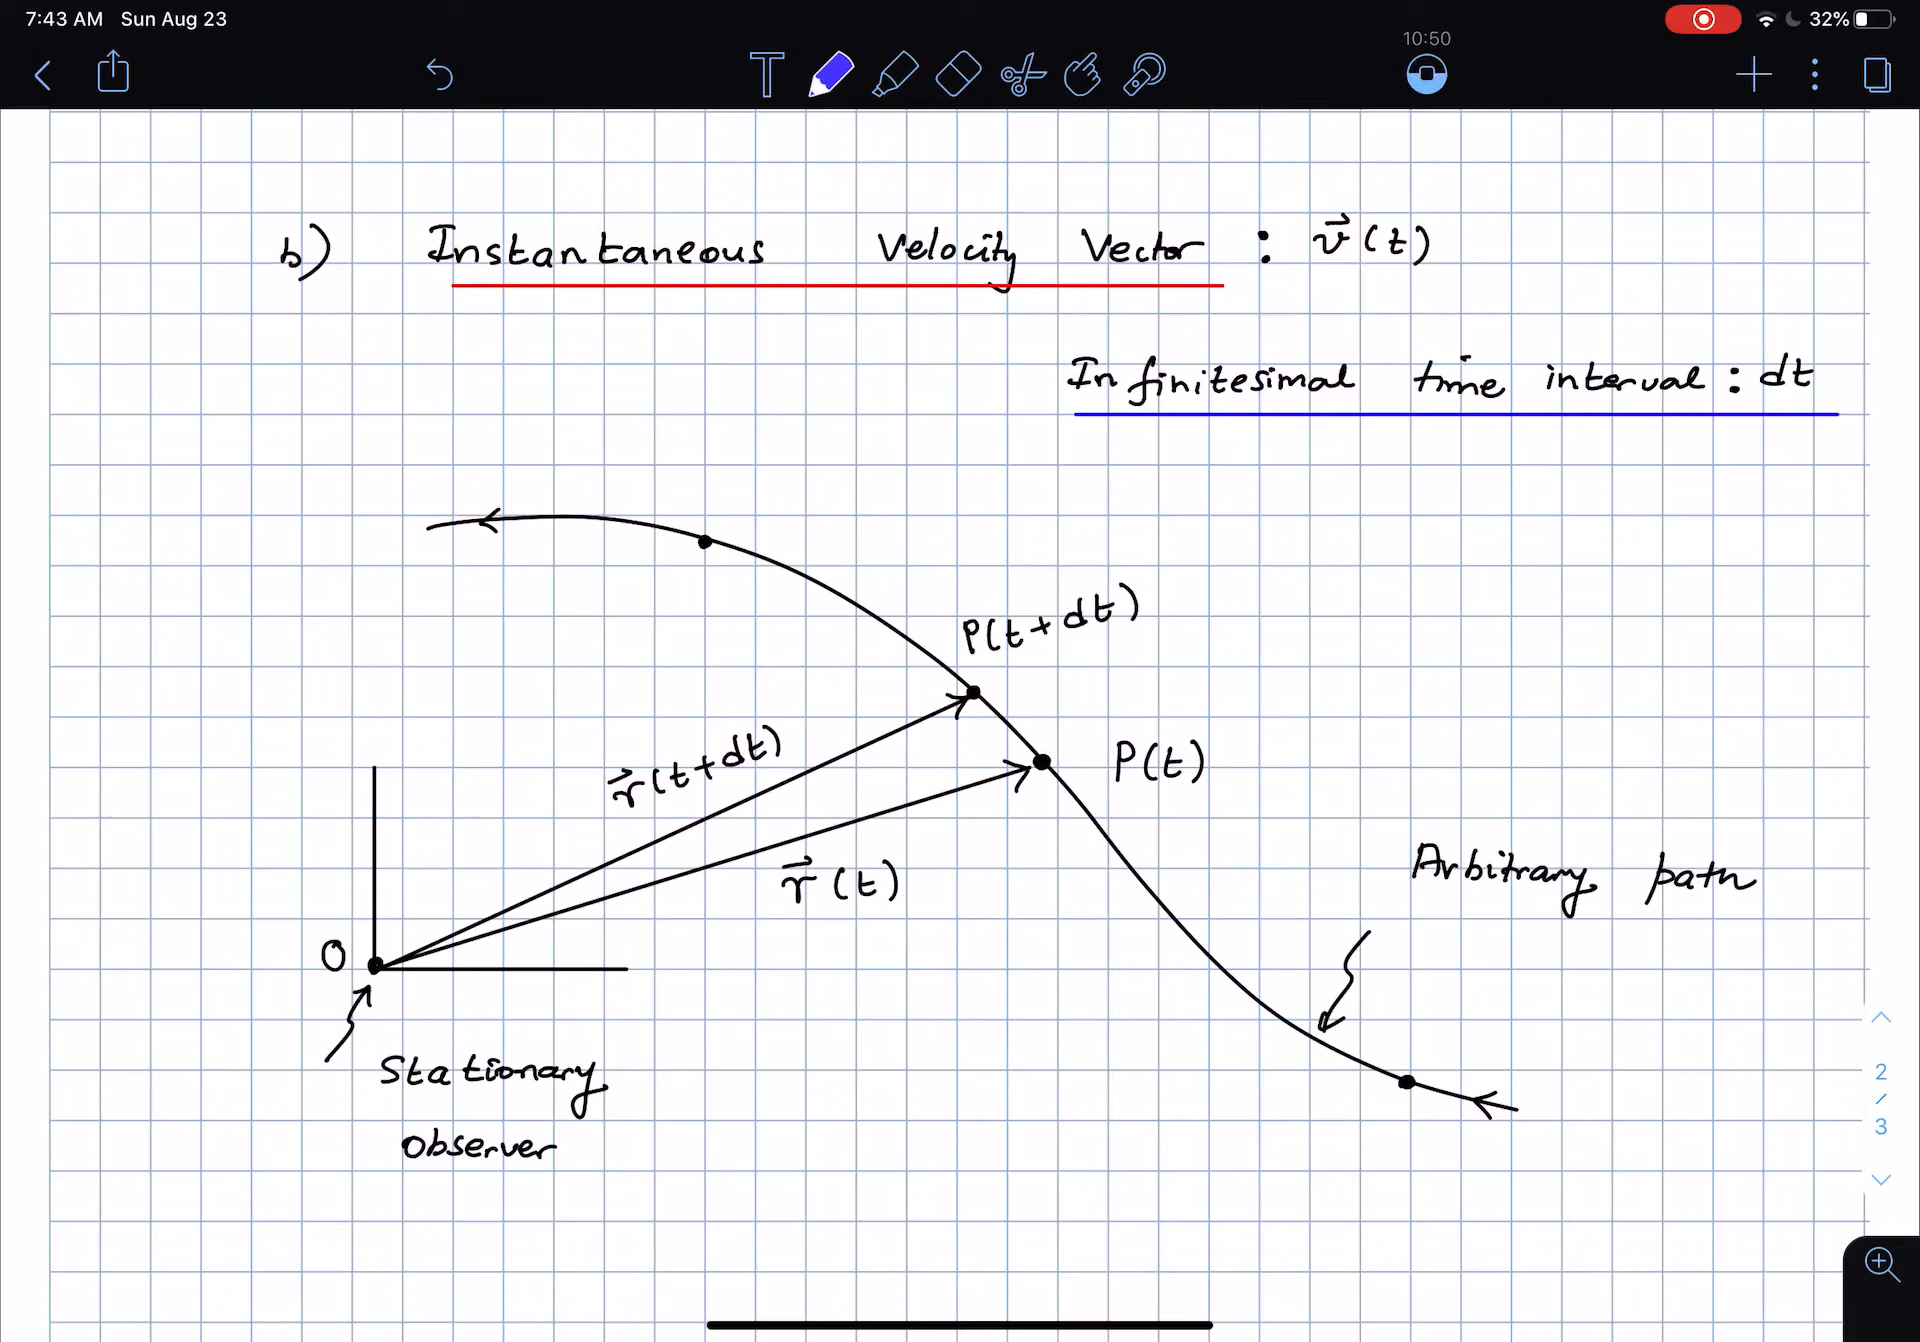 7:43 AM Sun Aug 23
32%
10:50
b) Instantaneous Velocity Vector : v⃗(t)
Infinitesimal time interval : dt
P(t+dt)
r⃗(t+dt)
P(t)
r⃗(t)
Arbitrary path
O
Stationary
Observer
2
/
3